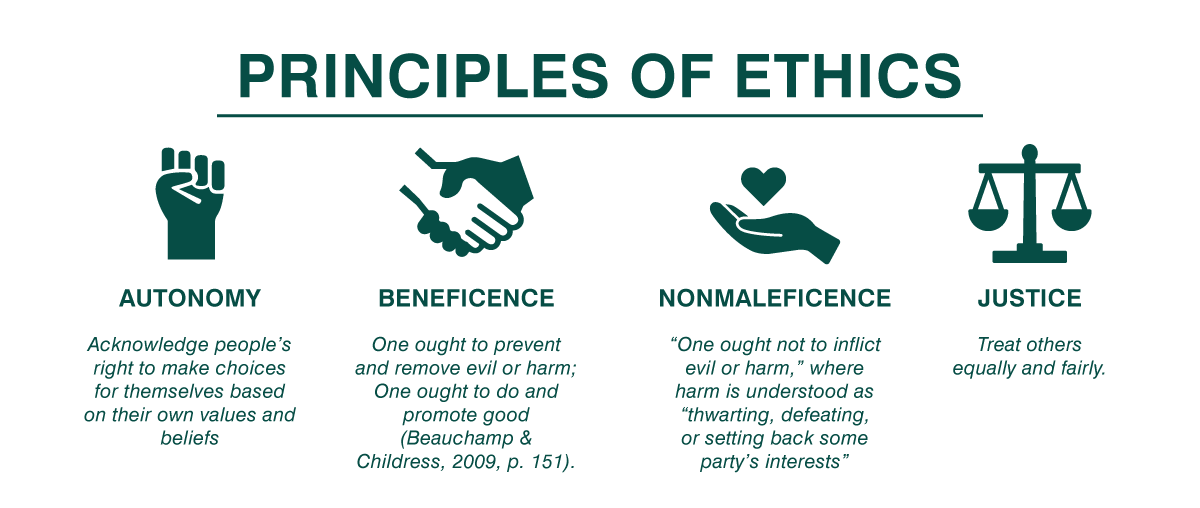 PRINCIPLES OF ETHICS
AUTONOMY
Acknowledge people’s
right to make choices
for themselves based
on their own values and
beliefs
BENEFICENCE
One ought to prevent
and remove evil or harm;
One ought to do and
promote good
(Beauchamp &
Childress, 2009, p. 151).
NONMALEFICENCE
“One ought not to inflict
evil or harm,” where
harm is understood as
“thwarting, defeating,
or setting back some
party’s interests”
JUSTICE
Treat others
equally and fairly.